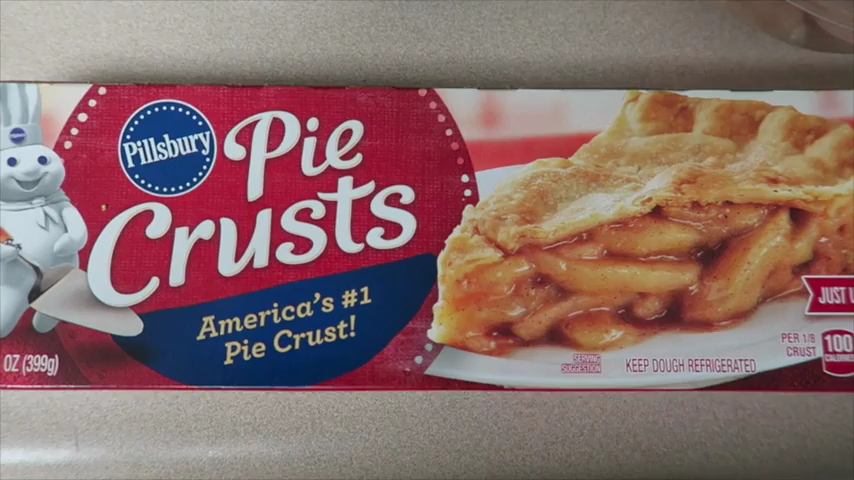 Pillsbury
Pie
Crusts
America's #1
Pie Crust!
OZ (399g)
SERVING
SUGGESTION
KEEP DOUGH REFRIGERATED
JUST
PER 1/8
CRUST
100
CALORIES